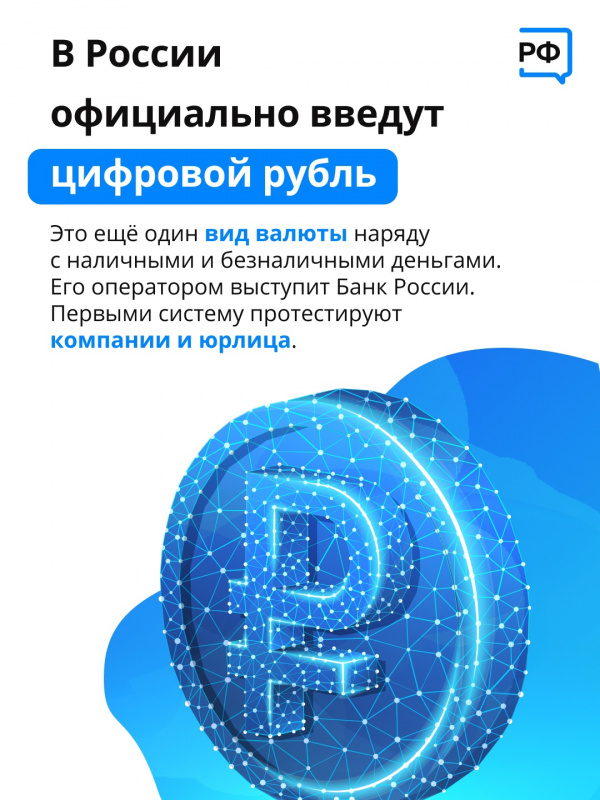 В России
РФ
официально введут
цифровой рубль
Это ещё один вид валюты наряду
с наличными и безналичными деньгами.
Его оператором выступит Банк России.
Первыми систему протестируют
компании и юрлица.